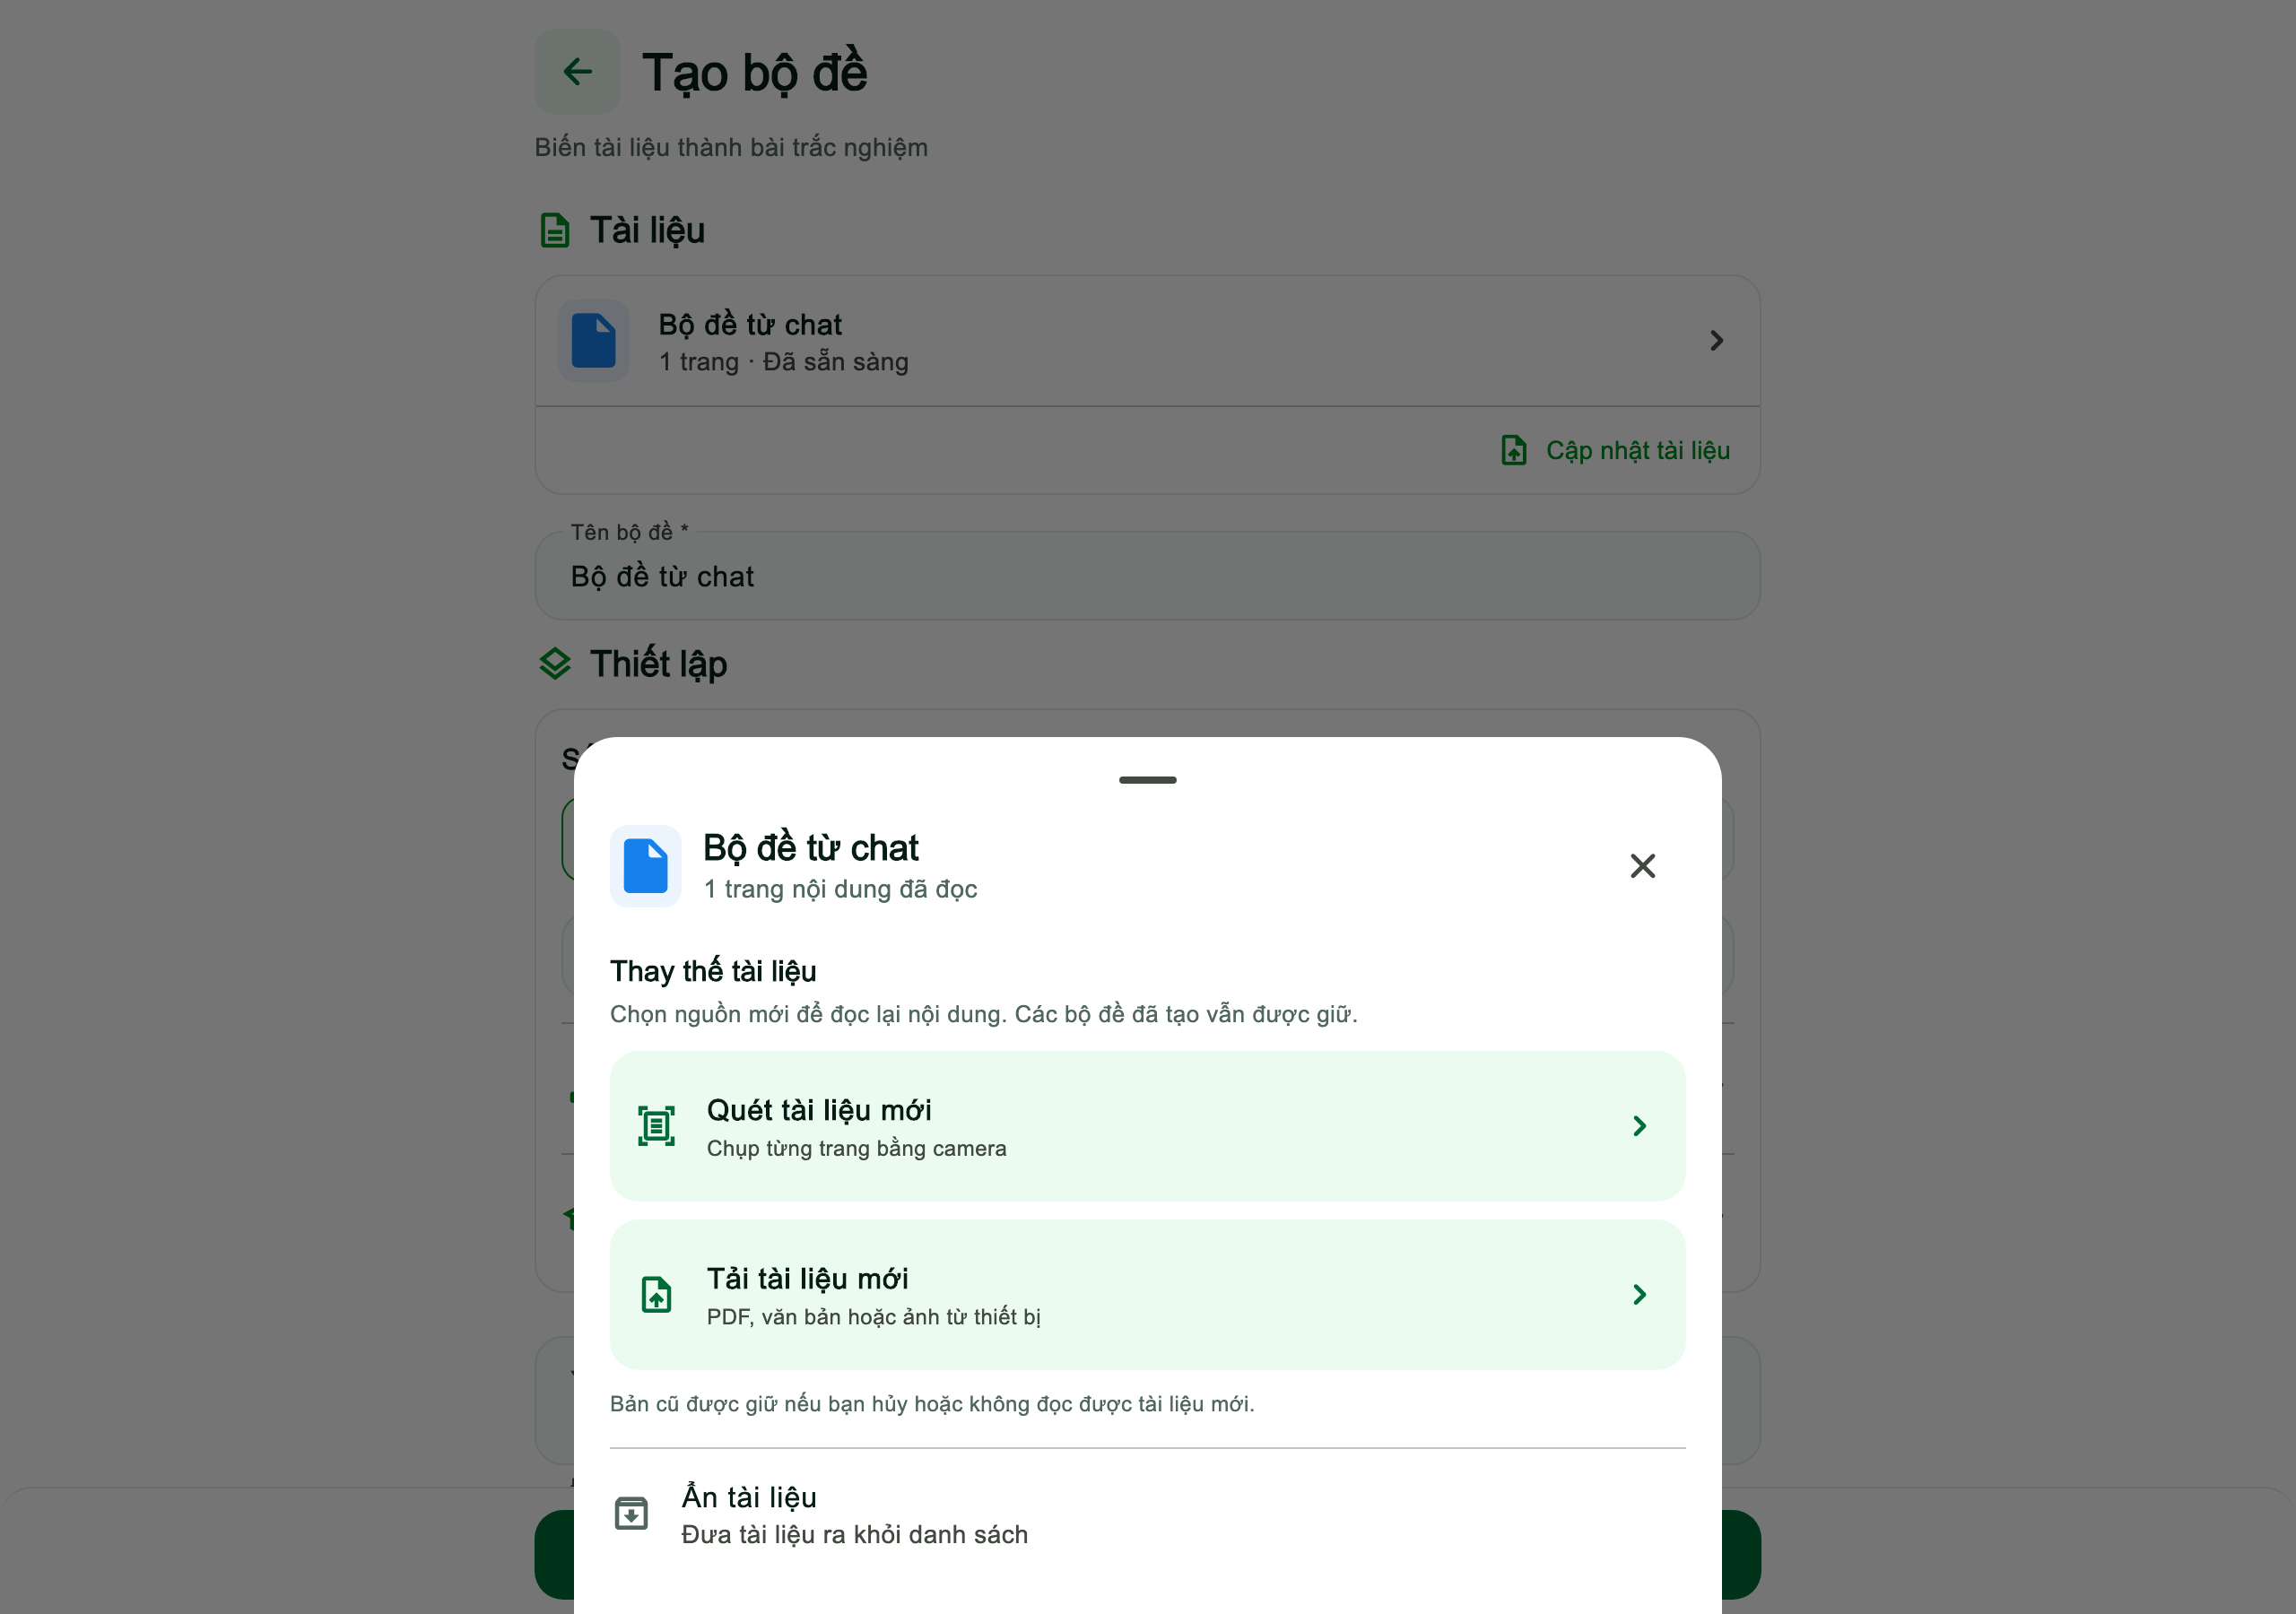 Tạo bộ đề
Biến tài liệu thành bài trắc nghiệm
Tài liệu
Bộ đề từ chat
1 trang · Đã sẵn sàng
Cập nhật tài liệu
Tên bộ đề *
Bộ đề từ chat
Thiết lập
Bộ đề từ chat
1 trang nội dung đã đọc
Thay thế tài liệu
Chọn nguồn mới để đọc lại nội dung. Các bộ đề đã tạo vẫn được giữ.
Quét tài liệu mới
Chụp từng trang bằng camera
Tải tài liệu mới
PDF, văn bản hoặc ảnh từ thiết bị
Bản cũ được giữ nếu bạn hủy hoặc không đọc được tài liệu mới.
Ẩn tài liệu
Đưa tài liệu ra khỏi danh sách